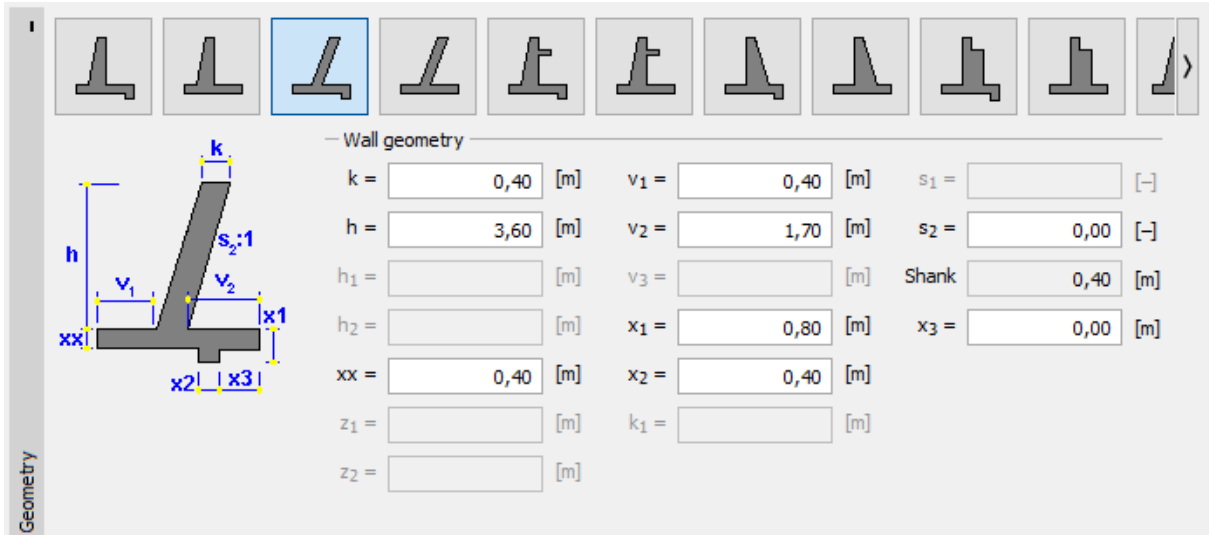 Wall geometry
k = 0,40 [m] v1 = 0,40 [m] s1 = [-]
h = 3,60 [m] v2 = 1,70 [m] s2 = 0,00 [-]
h1 = [m] v3 = [m] Shank 0,40 [m]
h2 = [m] x1 = 0,80 [m] x3 = 0,00 [m]
xx = 0,40 [m] x2 = 0,40 [m]
z1 = [m] k1 = [m]
z2 = [m]
k
h
s2:1
v1
v2
x1
xx
x2 x3
Geometry